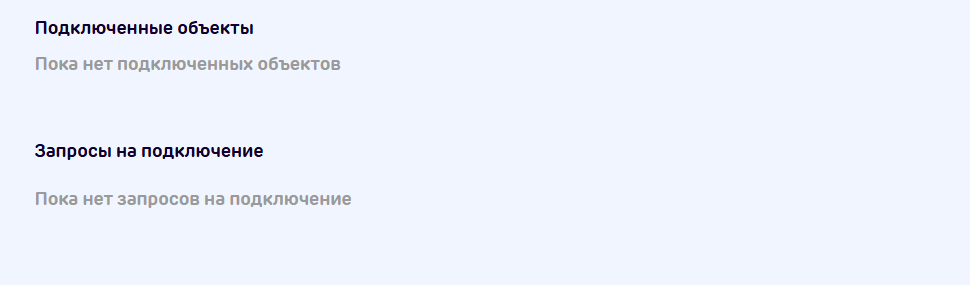 Подключенные объекты
Пока нет подключенных объектов
Запросы на подключение
Пока нет запросов на подключение